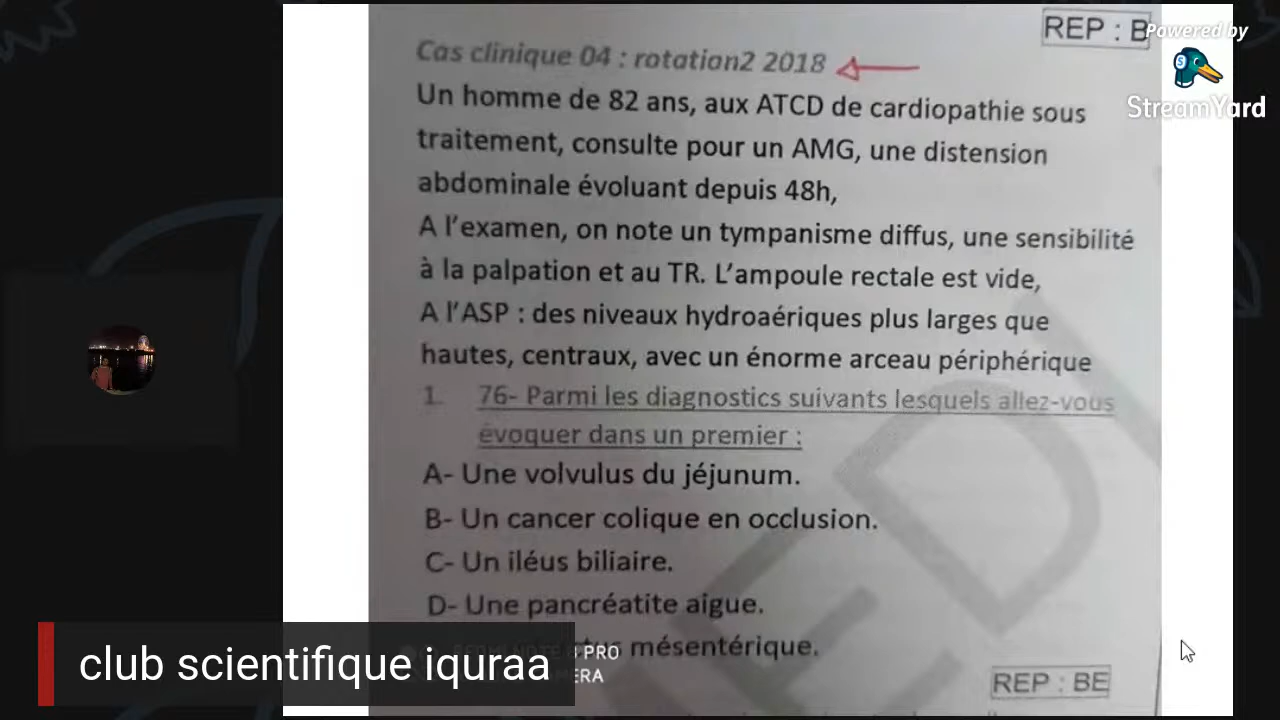 REP : B
Powered by
StreamYard
Cas clinique 04 : rotation2 2018
Un homme de 82 ans, aux ATCD de cardiopathie sous
traitement, consulte pour un AMG, une distension
abdominale évoluant depuis 48h,
A l'examen, on note un tympanisme diffus, une sensibilité
à la palpation et au TR. L'ampoule rectale est vide,
A l'ASP : des niveaux hydroaériques plus larges que
hautes, centraux, avec un énorme arceau périphérique
1. 76- Parmi les diagnostics suivants lesquels allez-vous
évoquer dans un premier :
A- Une volvulus du jéjunum.
B- Un cancer colique en occlusion.
C- Un iléus biliaire.
D- Une pancréatite aigue.
mésentérique.
PRO
ERA
club scientifique iquraa
REP : BE